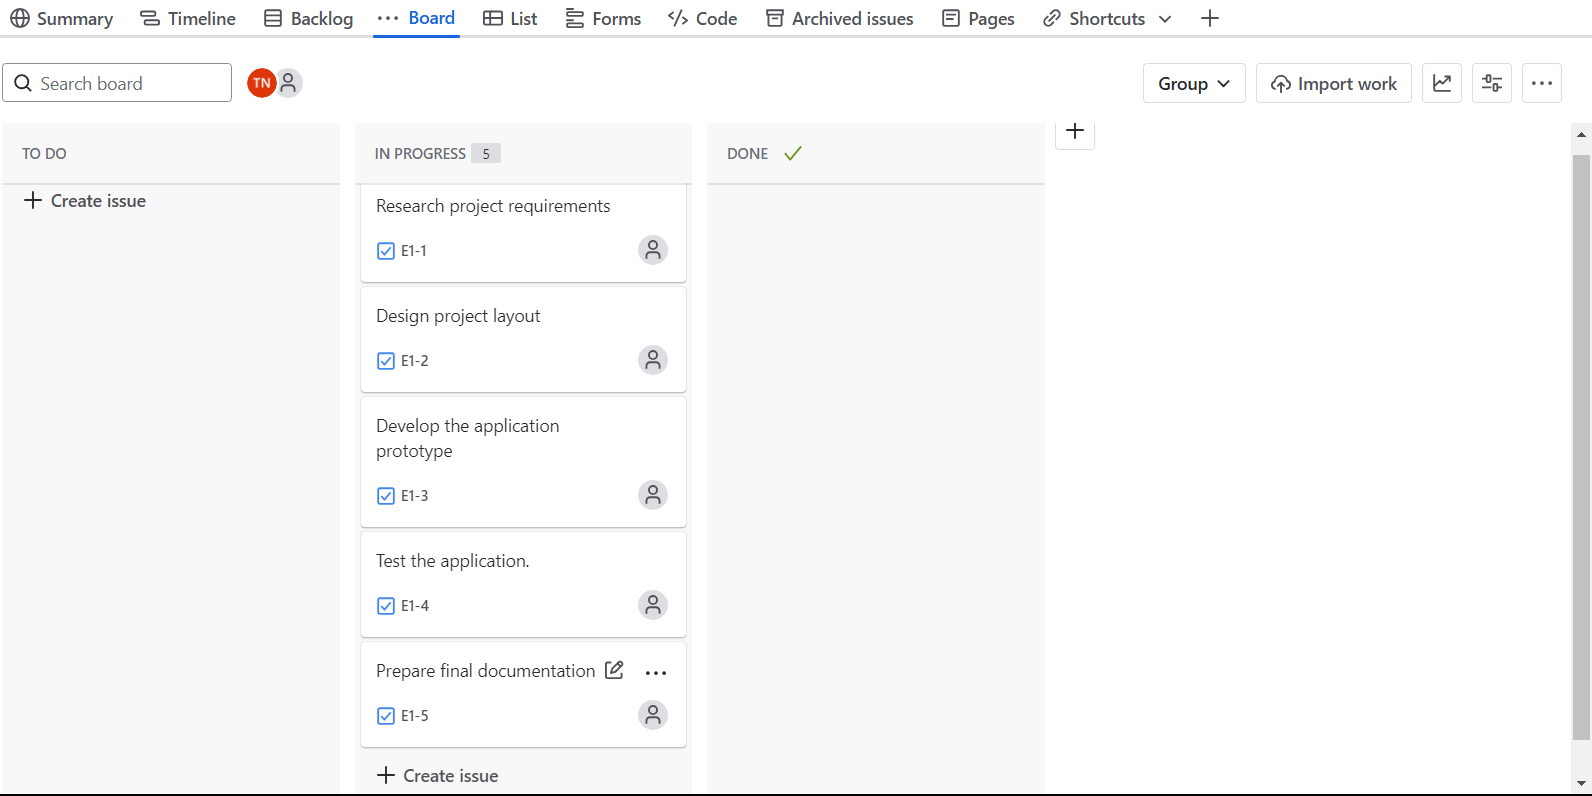 Summary Timeline Backlog Board List Forms Code Archived issues Pages Shortcuts
Search board TN Group Import work
TO DO
Create issue
IN PROGRESS 5
Research project requirements
E1-1
Design project layout
E1-2
Develop the application
prototype
E1-3
Test the application.
E1-4
Prepare final documentation
E1-5
Create issue
DONE